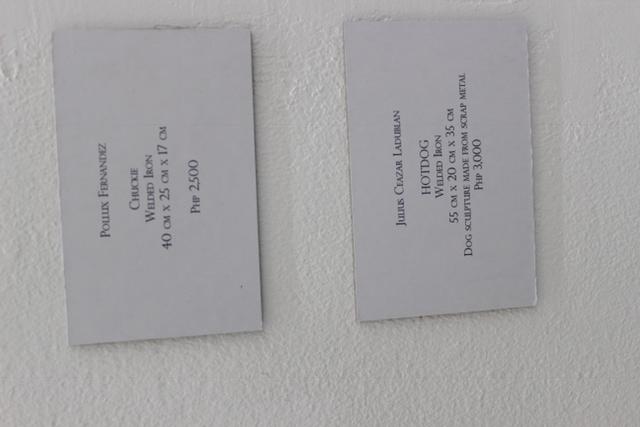 Pollux Fernandez
Chuckie
Welded Iron
40 cm x 25 cm x 17 cm
Php 2,500
Julius Ceazar Ladublan
HOTDOG
Welded Iron
55 cm x 20 cm x 35 cm
Dog sculpture made from scrap metal
Php 3,000